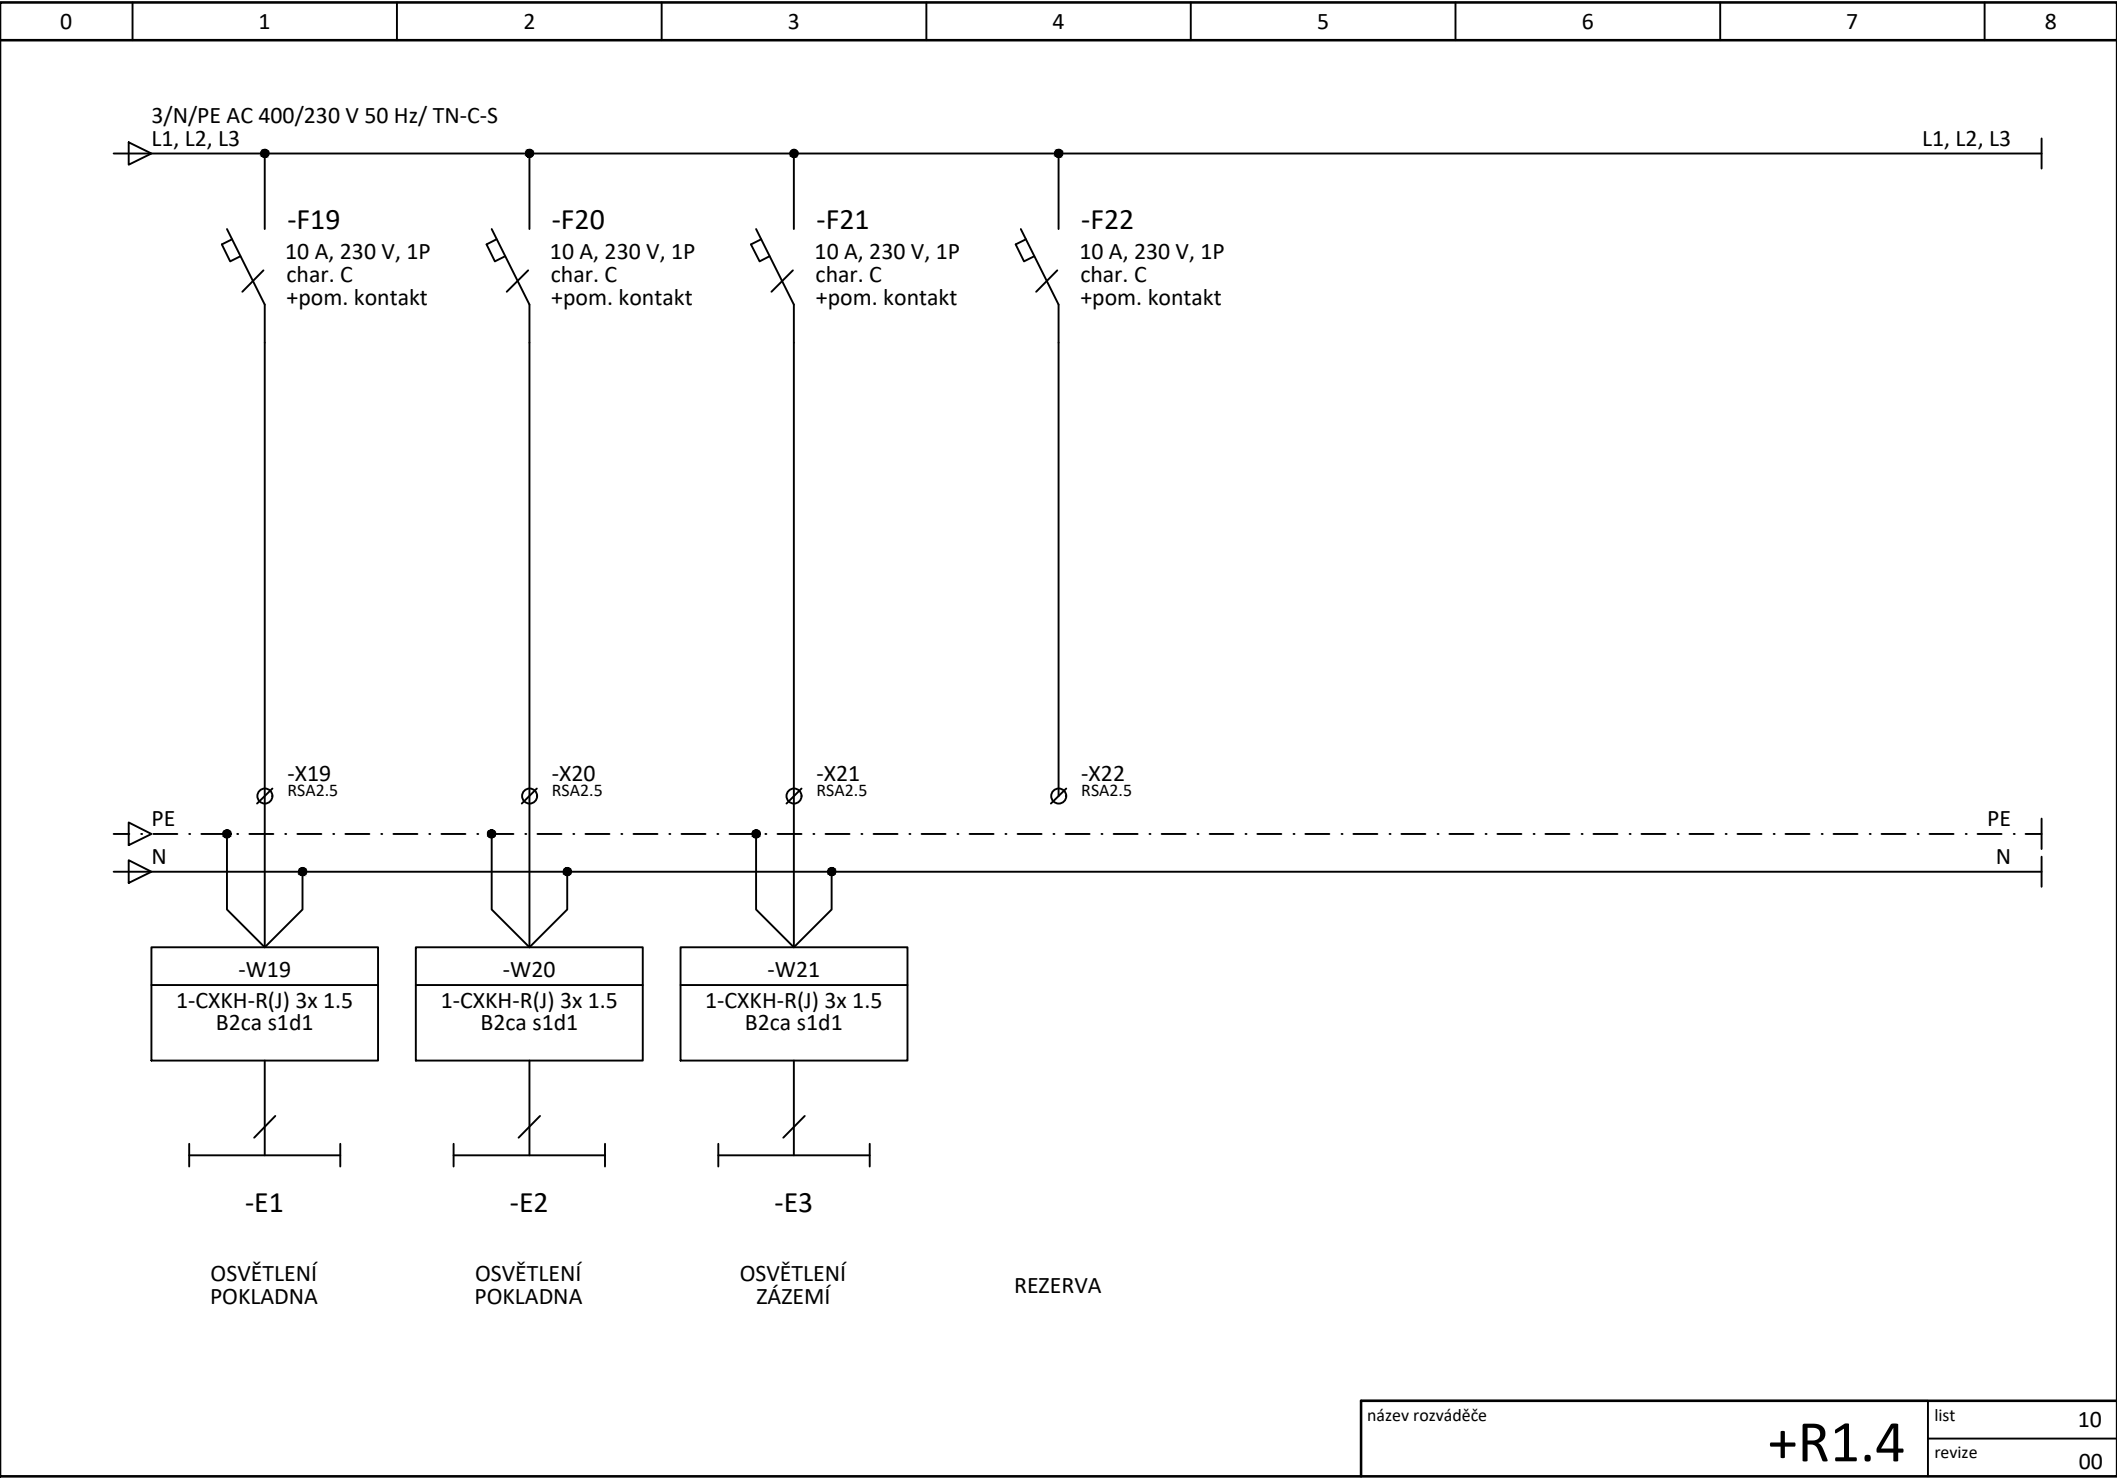 0 1 2 3 4 5 6 7 8
3/N/PE AC 400/230 V 50 Hz/ TN-C-S
L1, L2, L3
L1, L2, L3
-F19
10 A, 230 V, 1P
char. C
+pom. kontakt
-F20
10 A, 230 V, 1P
char. C
+pom. kontakt
-F21
10 A, 230 V, 1P
char. C
+pom. kontakt
-F22
10 A, 230 V, 1P
char. C
+pom. kontakt
-X19
RSA2.5
-X20
RSA2.5
-X21
RSA2.5
-X22
RSA2.5
PE
PE
N
N
-W19
1-CXKH-R(J) 3x 1.5
B2ca s1d1
-W20
1-CXKH-R(J) 3x 1.5
B2ca s1d1
-W21
1-CXKH-R(J) 3x 1.5
B2ca s1d1
-E1
-E2
-E3
OSVĚTLENÍ
POKLADNA
OSVĚTLENÍ
POKLADNA
OSVĚTLENÍ
ZÁZEMÍ
REZERVA
název rozváděče
+R1.4
list 10
revize 00